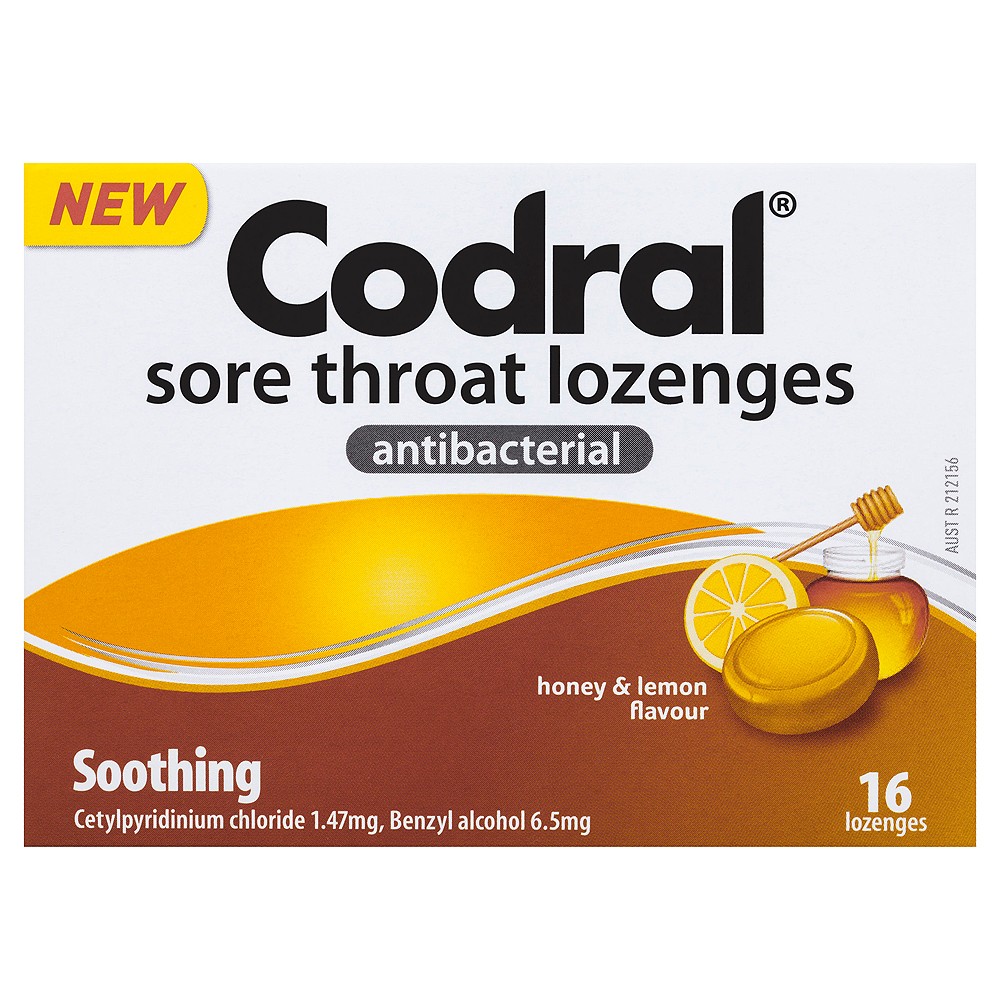 NEW
Codral®
sore throat lozenges
antibacterial
AUST R 212156
honey & lemon
flavour
Soothing
Cetylpyridinium chloride 1.47mg, Benzyl alcohol 6.5mg
16
lozenges